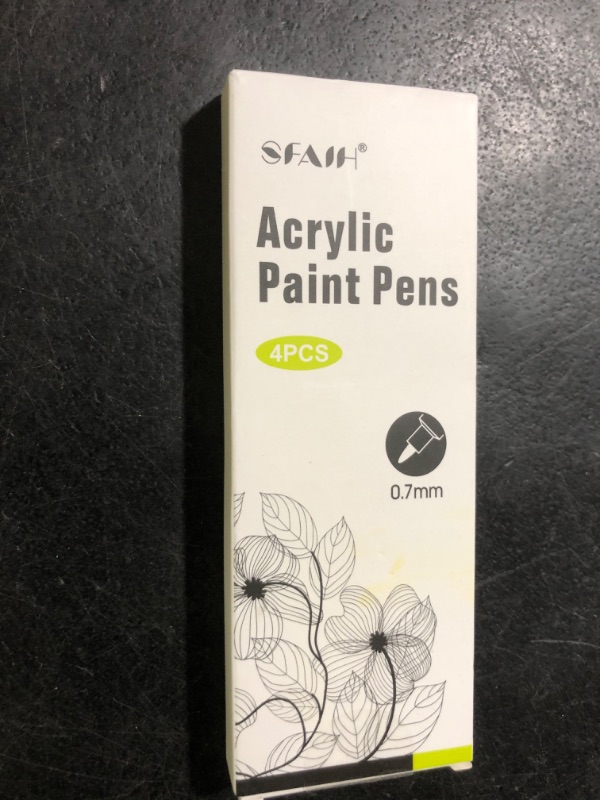 SFAIH®
Acrylic
Paint Pens
4PCS
0.7mm